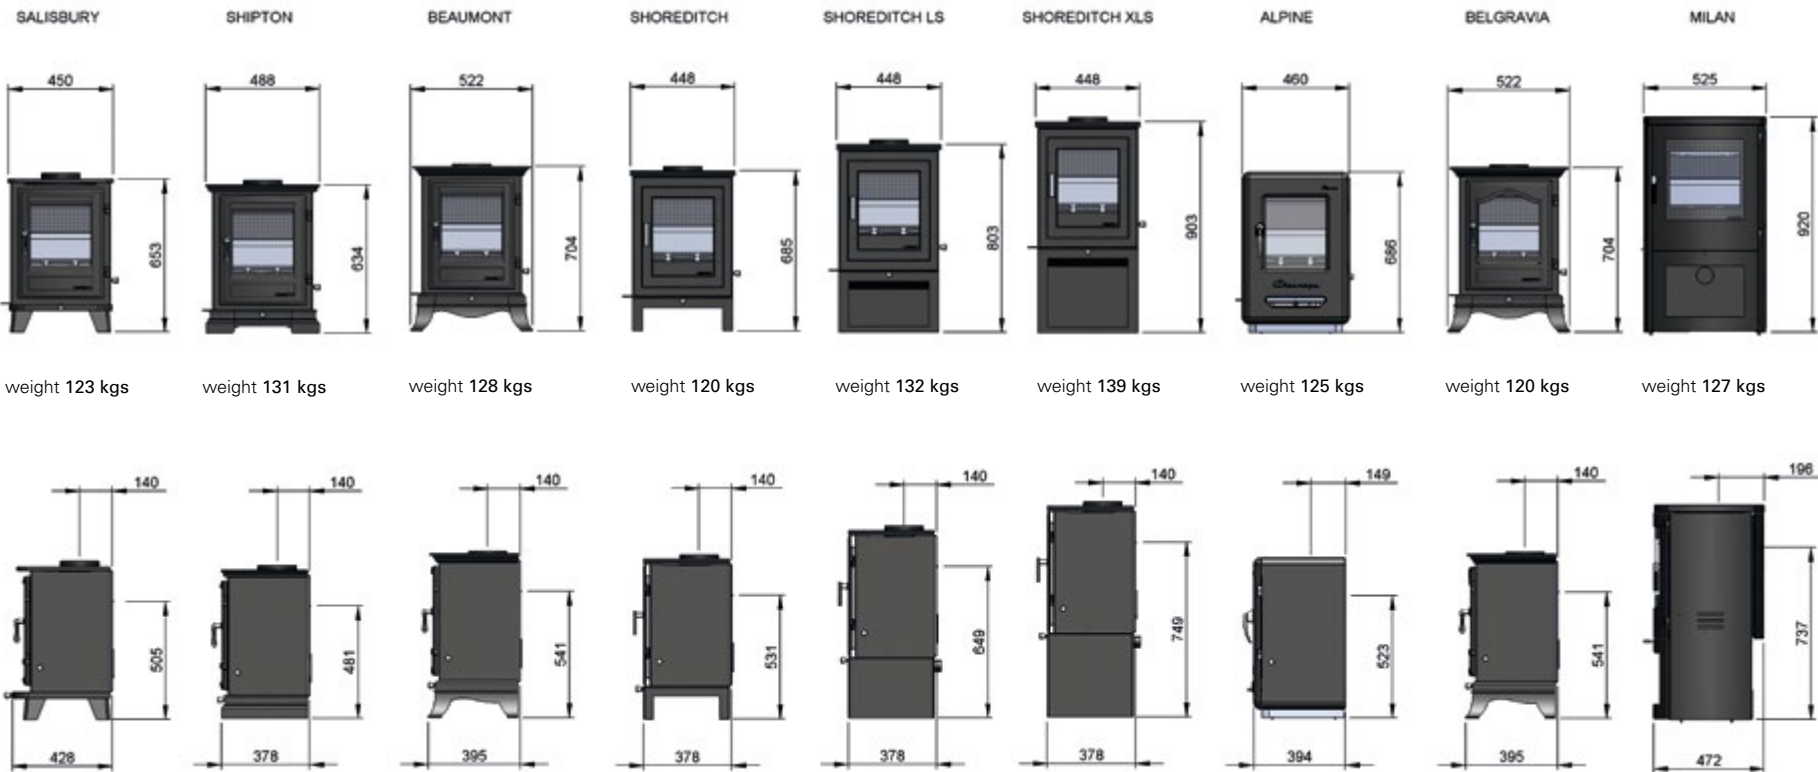 SALISBURY SHIPTON BEAUMONT SHOREDITCH SHOREDITCH LS SHOREDITCH XLS ALPINE BELGRAVIA MILAN
450 488 522 448 448 448 460 522 525
653 634 704 685 803 903 686 704 920
weight 123 kgs weight 131 kgs weight 128 kgs weight 120 kgs weight 132 kgs weight 139 kgs weight 125 kgs weight 120 kgs weight 127 kgs
140 140 140 140 140 140 149 140 196
505 481 541 531 649 749 523 541 737
428 378 395 378 378 378 394 395 472